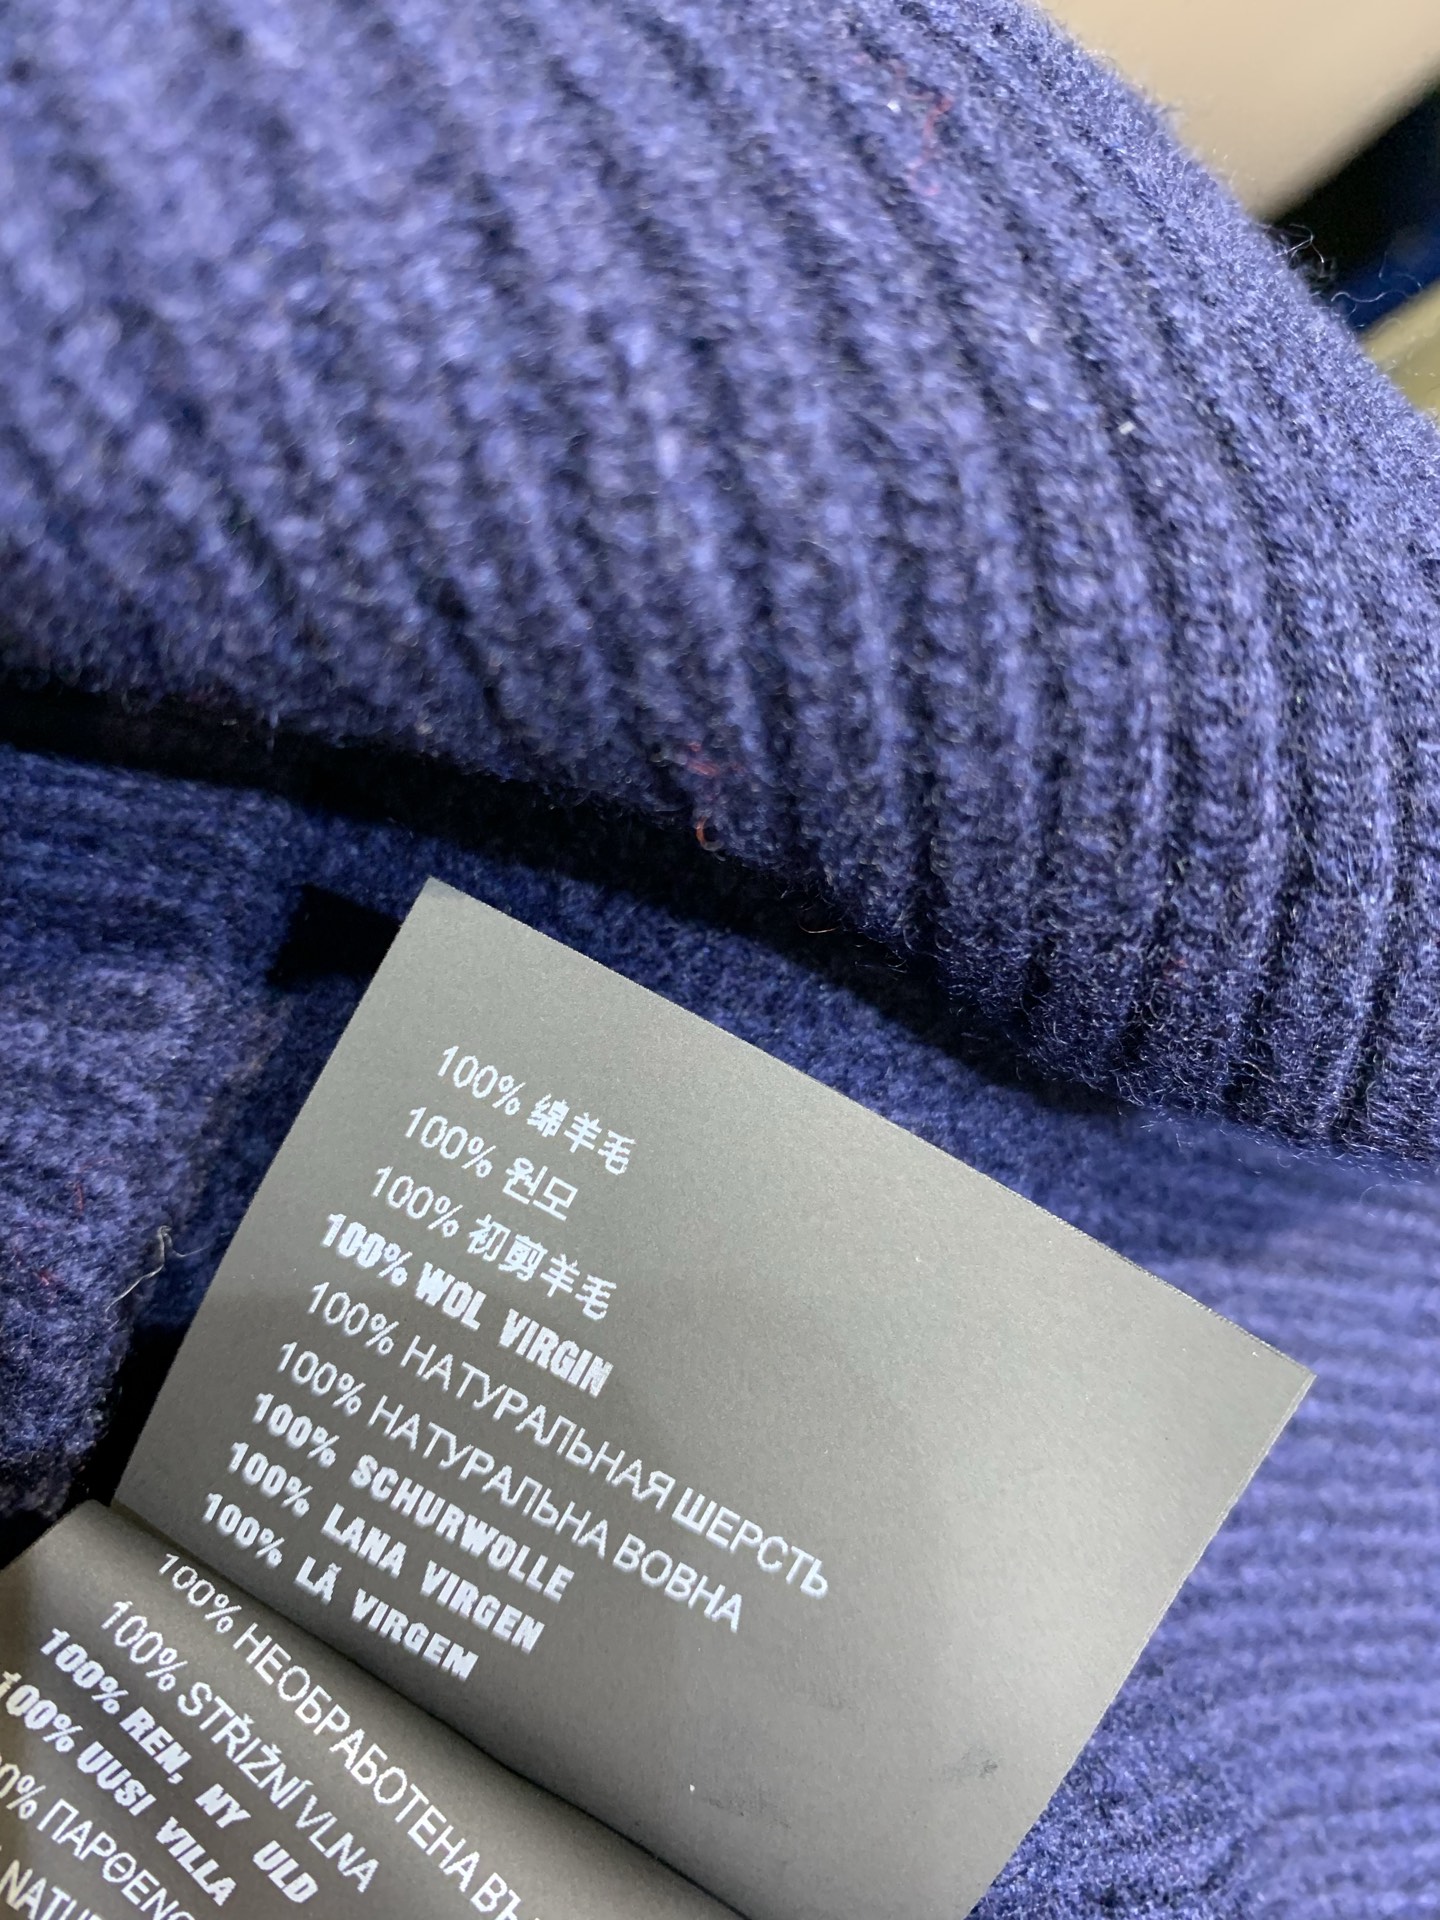 100% 绵羊毛
100% 원모
100% 初剪羊毛
100% WOL VIRGIN
100% НАТУРАЛЬНАЯ ШЕРСТЬ
100% НАТУРАЛЬНА ВОВНА
100% SCHURWOLLE
100% LANA VIRGEN
100% LÃ VIRGEM
100% НЕОБРАБОТЕНА
100% STŘIŽNÍ VLNA
100% REN, NY ULD
100% UUSI VILLA